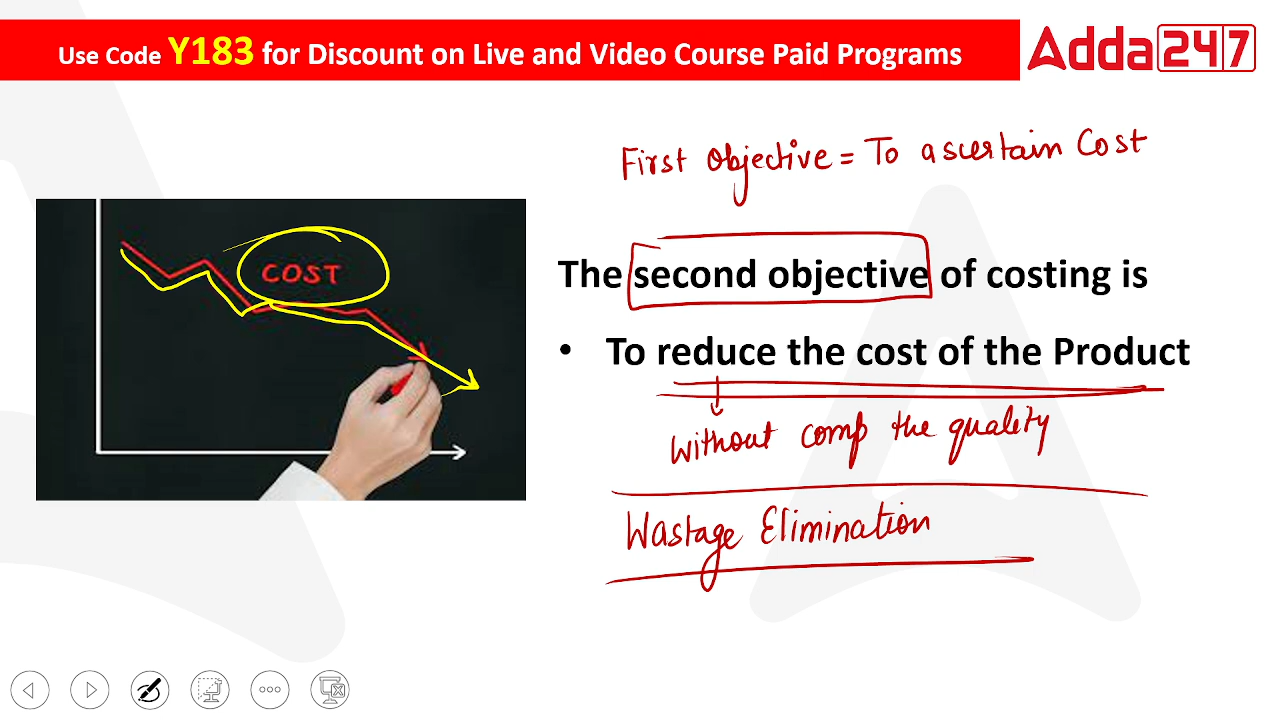 Use Code Y183 for Discount on Live and Video Course Paid Programs
Adda247
First Objective = To ascertain Cost
COST
The second objective of costing is
• To reduce the cost of the Product
Without comp the quality
Wastage Elimination